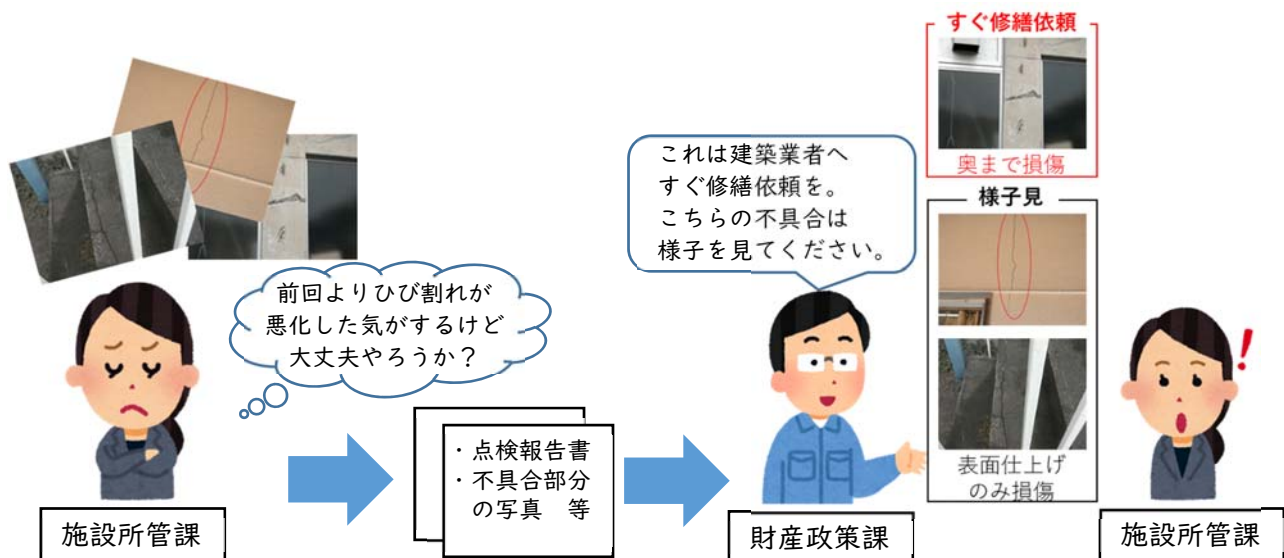 前回よりひび割れが
悪化した気がするけど
大丈夫やろうか？
施設所管課
・点検報告書
・不具合部分
の写真　等
これは建築業者へ
すぐ修繕依頼を。
こちらの不具合は
様子を見てください。
財産政策課
すぐ修繕依頼
奥まで損傷
様子見
表面仕上げ
のみ損傷
!
施設所管課